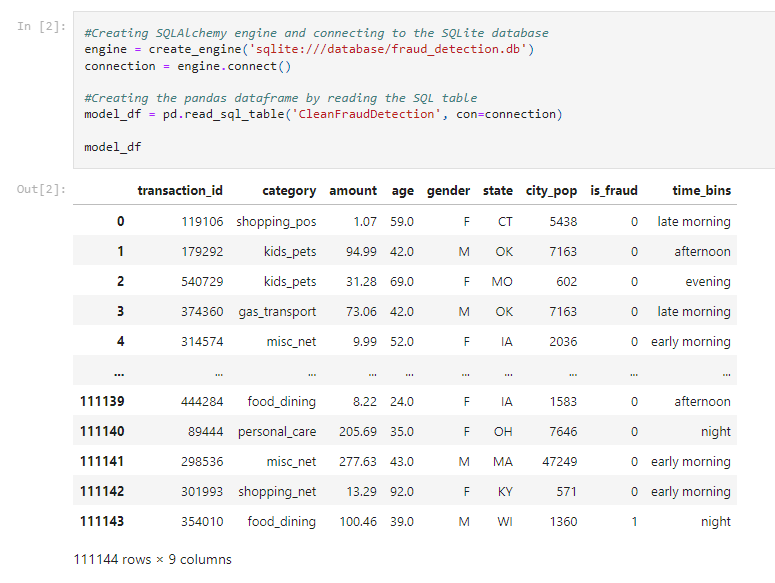 In [2]:
#Creating SQLAlchemy engine and connecting to the SQLite database
engine = create_engine('sqlite:///database/fraud_detection.db')
connection = engine.connect()
#Creating the pandas dataframe by reading the SQL table
model_df = pd.read_sql_table('CleanFraudDetection', con=connection)
model_df
Out[2]:
transaction_id category amount age gender state city_pop is_fraud time_bins
0 119106 shopping_pos 1.07 59.0 F CT 5438 0 late morning
1 179292 kids_pets 94.99 42.0 M OK 7163 0 afternoon
2 540729 kids_pets 31.28 69.0 F MO 602 0 evening
3 374360 gas_transport 73.06 42.0 M OK 7163 0 late morning
4 314574 misc_net 9.99 52.0 F IA 2036 0 early morning
... ... ... ... ... ... ... ... ... ...
111139 444284 food_dining 8.22 24.0 F IA 1583 0 afternoon
111140 89444 personal_care 205.69 35.0 F OH 7646 0 night
111141 298536 misc_net 277.63 43.0 M MA 47249 0 early morning
111142 301993 shopping_net 13.29 92.0 F KY 571 0 early morning
111143 354010 food_dining 100.46 39.0 M WI 1360 1 night
111144 rows × 9 columns